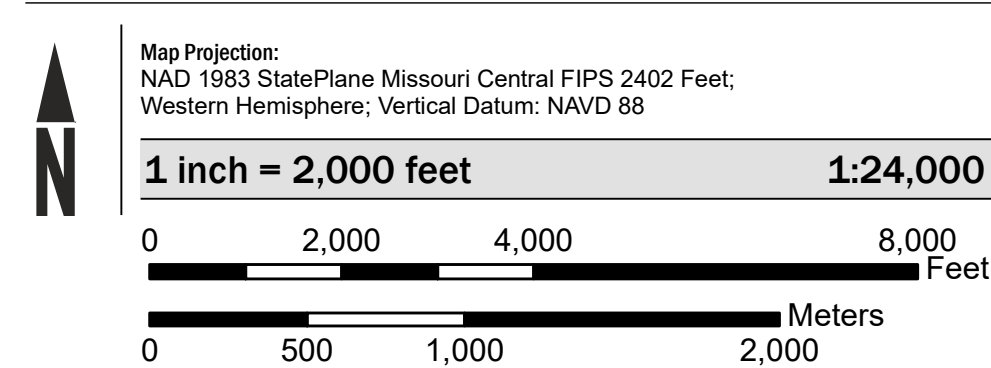 Map Projection:
NAD 1983 StatePlane Missouri Central FIPS 2402 Feet;
Western Hemisphere; Vertical Datum: NAVD 88
N
1 inch = 2,000 feet 1:24,000
0 2,000 4,000 8,000
Feet
Meters
0 500 1,000 2,000